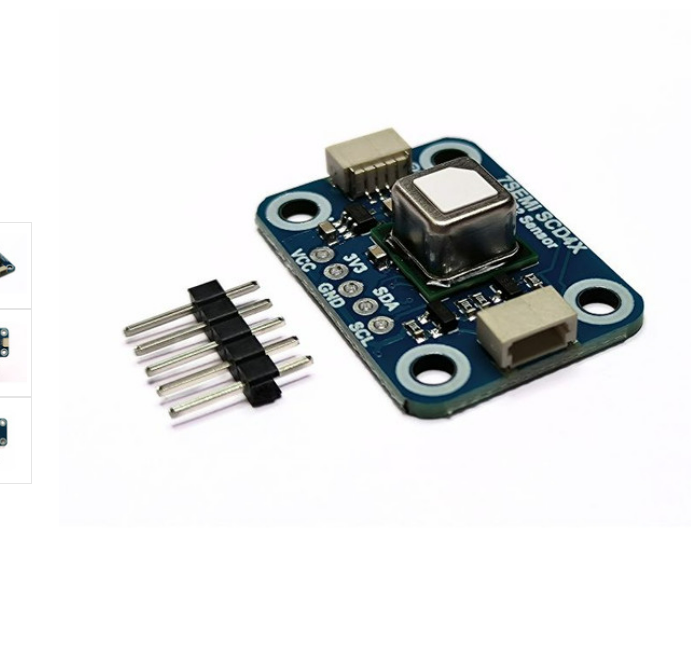 7SEMI SCD4X
Sensor
VCC
3V3
GND
SDA
SCL